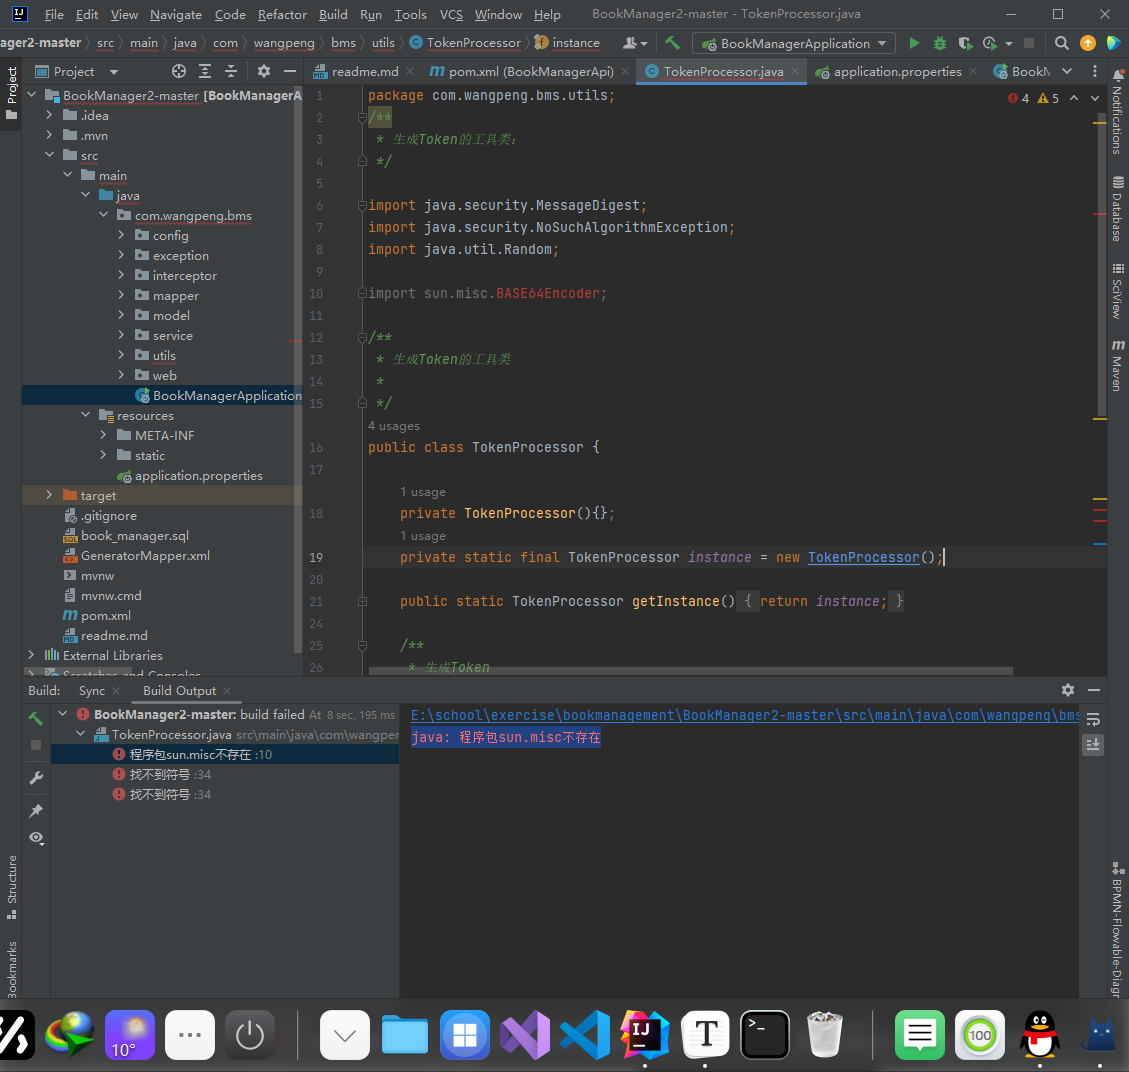 File Edit View Navigate Code Refactor Build Run Tools VCS Window Help BookManager2-master - TokenProcessor.java
ager2-master src main java com wangpeng bms utils TokenProcessor instance BookManagerApplication
Project
Project
readme.md
pom.xml (BookManagerApi)
TokenProcessor.java
application.properties
BookM
BookManager2-master [BookManagerA
.idea
.mvn
src
main
java
com.wangpeng.bms
config
exception
interceptor
mapper
model
service
utils
web
BookManagerApplication
resources
META-INF
static
application.properties
target
.gitignore
book_manager.sql
GeneratorMapper.xml
mvnw
mvnw.cmd
pom.xml
readme.md
External Libraries
Scratches and Consoles
4 5
1 package com.wangpeng.bms.utils;
2 /**
3 * 生成Token的工具类：
4 */
5
6 import java.security.MessageDigest;
7 import java.security.NoSuchAlgorithmException;
8 import java.util.Random;
9
10 import sun.misc.BASE64Encoder;
11
12 /**
13 * 生成Token的工具类
14 *
15 */
4 usages
16 public class TokenProcessor {
17
1 usage
18 private TokenProcessor(){};
1 usage
19 private static final TokenProcessor instance = new TokenProcessor();
20
21 public static TokenProcessor getInstance() { return instance; }
24
25 /**
26 * 生成Token
Notifications
Database
SciView
Maven
BPMN-Flowable-Diagr
Structure
Bookmarks
Build: Sync Build Output
BookManager2-master: build failed At 8 sec, 195 ms
TokenProcessor.java src\main\java\com\wangpen
程序包sun.misc不存在 :10
找不到符号 :34
找不到符号 :34
E:\school\exercise\bookmanagement\BookManager2-master\src\main\java\com\wangpeng\bms
java: 程序包sun.misc不存在
10°
IJ
T
>_
100